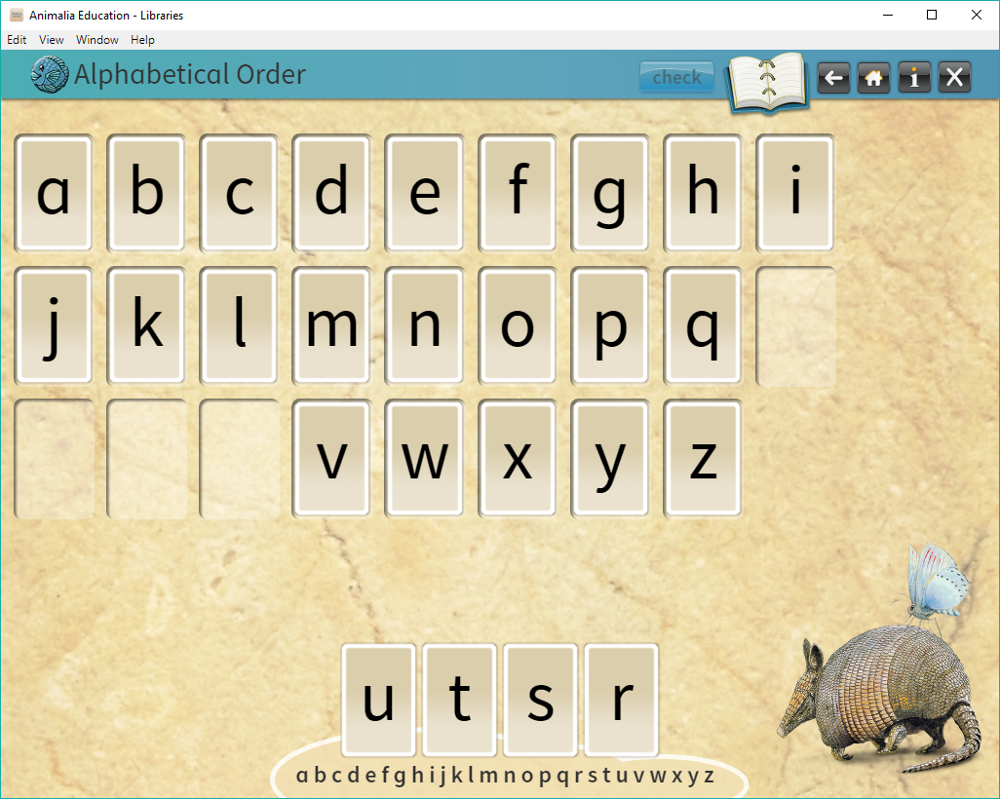 Animalia Education - Libraries
Edit View Window Help
Alphabetical Order check i X
a b c d e f g h i
j k l m n o p q
v w x y z
u t s r
a b c d e f g h i j k l m n o p q r s t u v w x y z